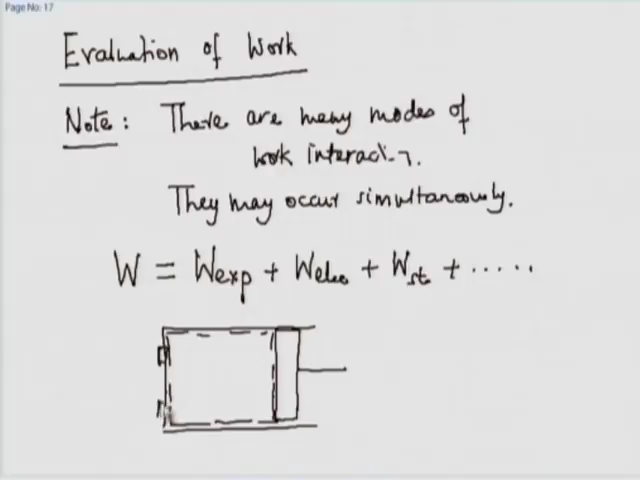 Page No: 17
Evaluation of Work
Note: There are many modes of
work interaction.
They may occur simultaneously.
W = Wexp + Welec + Wst + .....